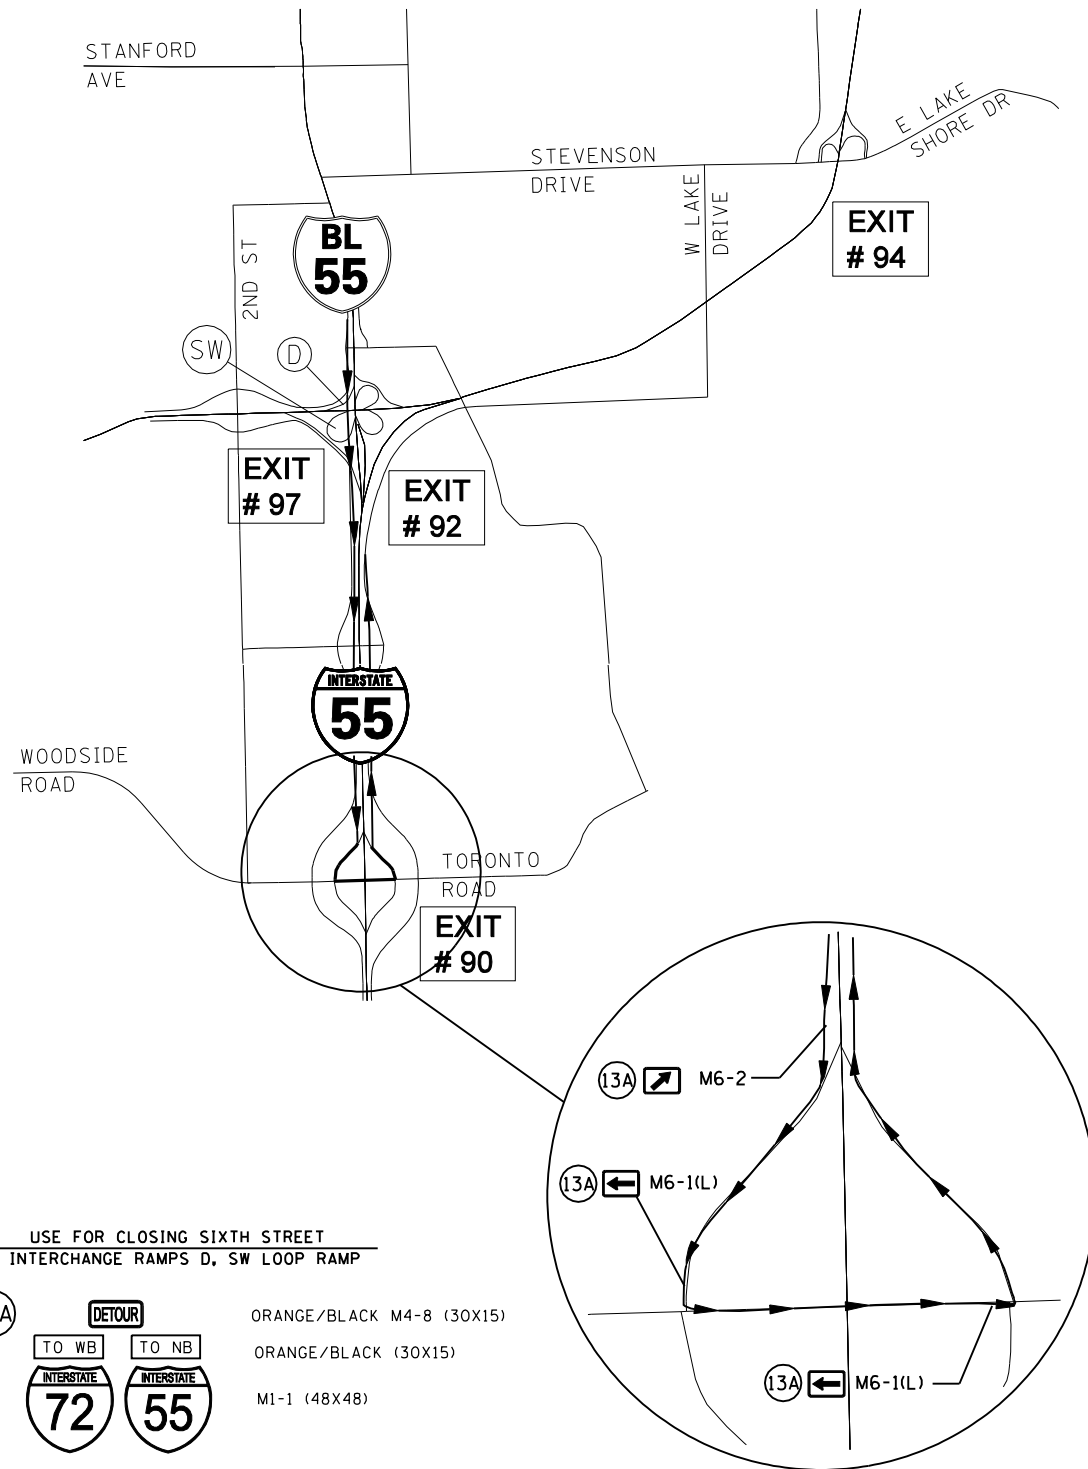 STANFORD
AVE
E LAKE
SHORE DR
STEVENSON
DRIVE
W LAKE
DRIVE
EXIT
# 94
2ND ST
BL
55
SW
D
EXIT
# 97
EXIT
# 92
INTERSTATE
55
WOODSIDE
ROAD
TORONTO
ROAD
EXIT
# 90
13A
M6-2
13A
M6-1(L)
13A
M6-1(L)
USE FOR CLOSING SIXTH STREET
INTERCHANGE RAMPS D, SW LOOP RAMP
A
DETOUR
ORANGE/BLACK M4-8 (30X15)
TO WB
TO NB
ORANGE/BLACK (30X15)
INTERSTATE
72
INTERSTATE
55
M1-1 (48X48)